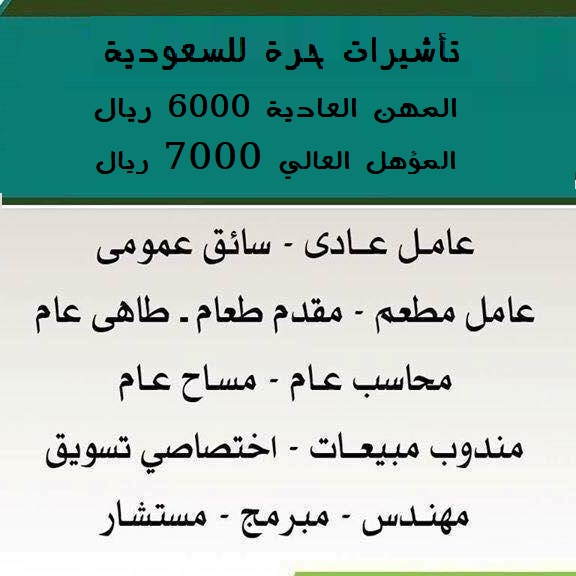 تأشيرات حرة للسعودية
المهن العادية 6000 ريال
المؤهل العالي 7000 ريال
عامل عادى - سائق عمومى
عامل مطعم - مقدم طعام - طاهى عام
محاسب عام - مساح عام
مندوب مبيعات - اختصاصي تسويق
مهندس - مبرمج - مستشار